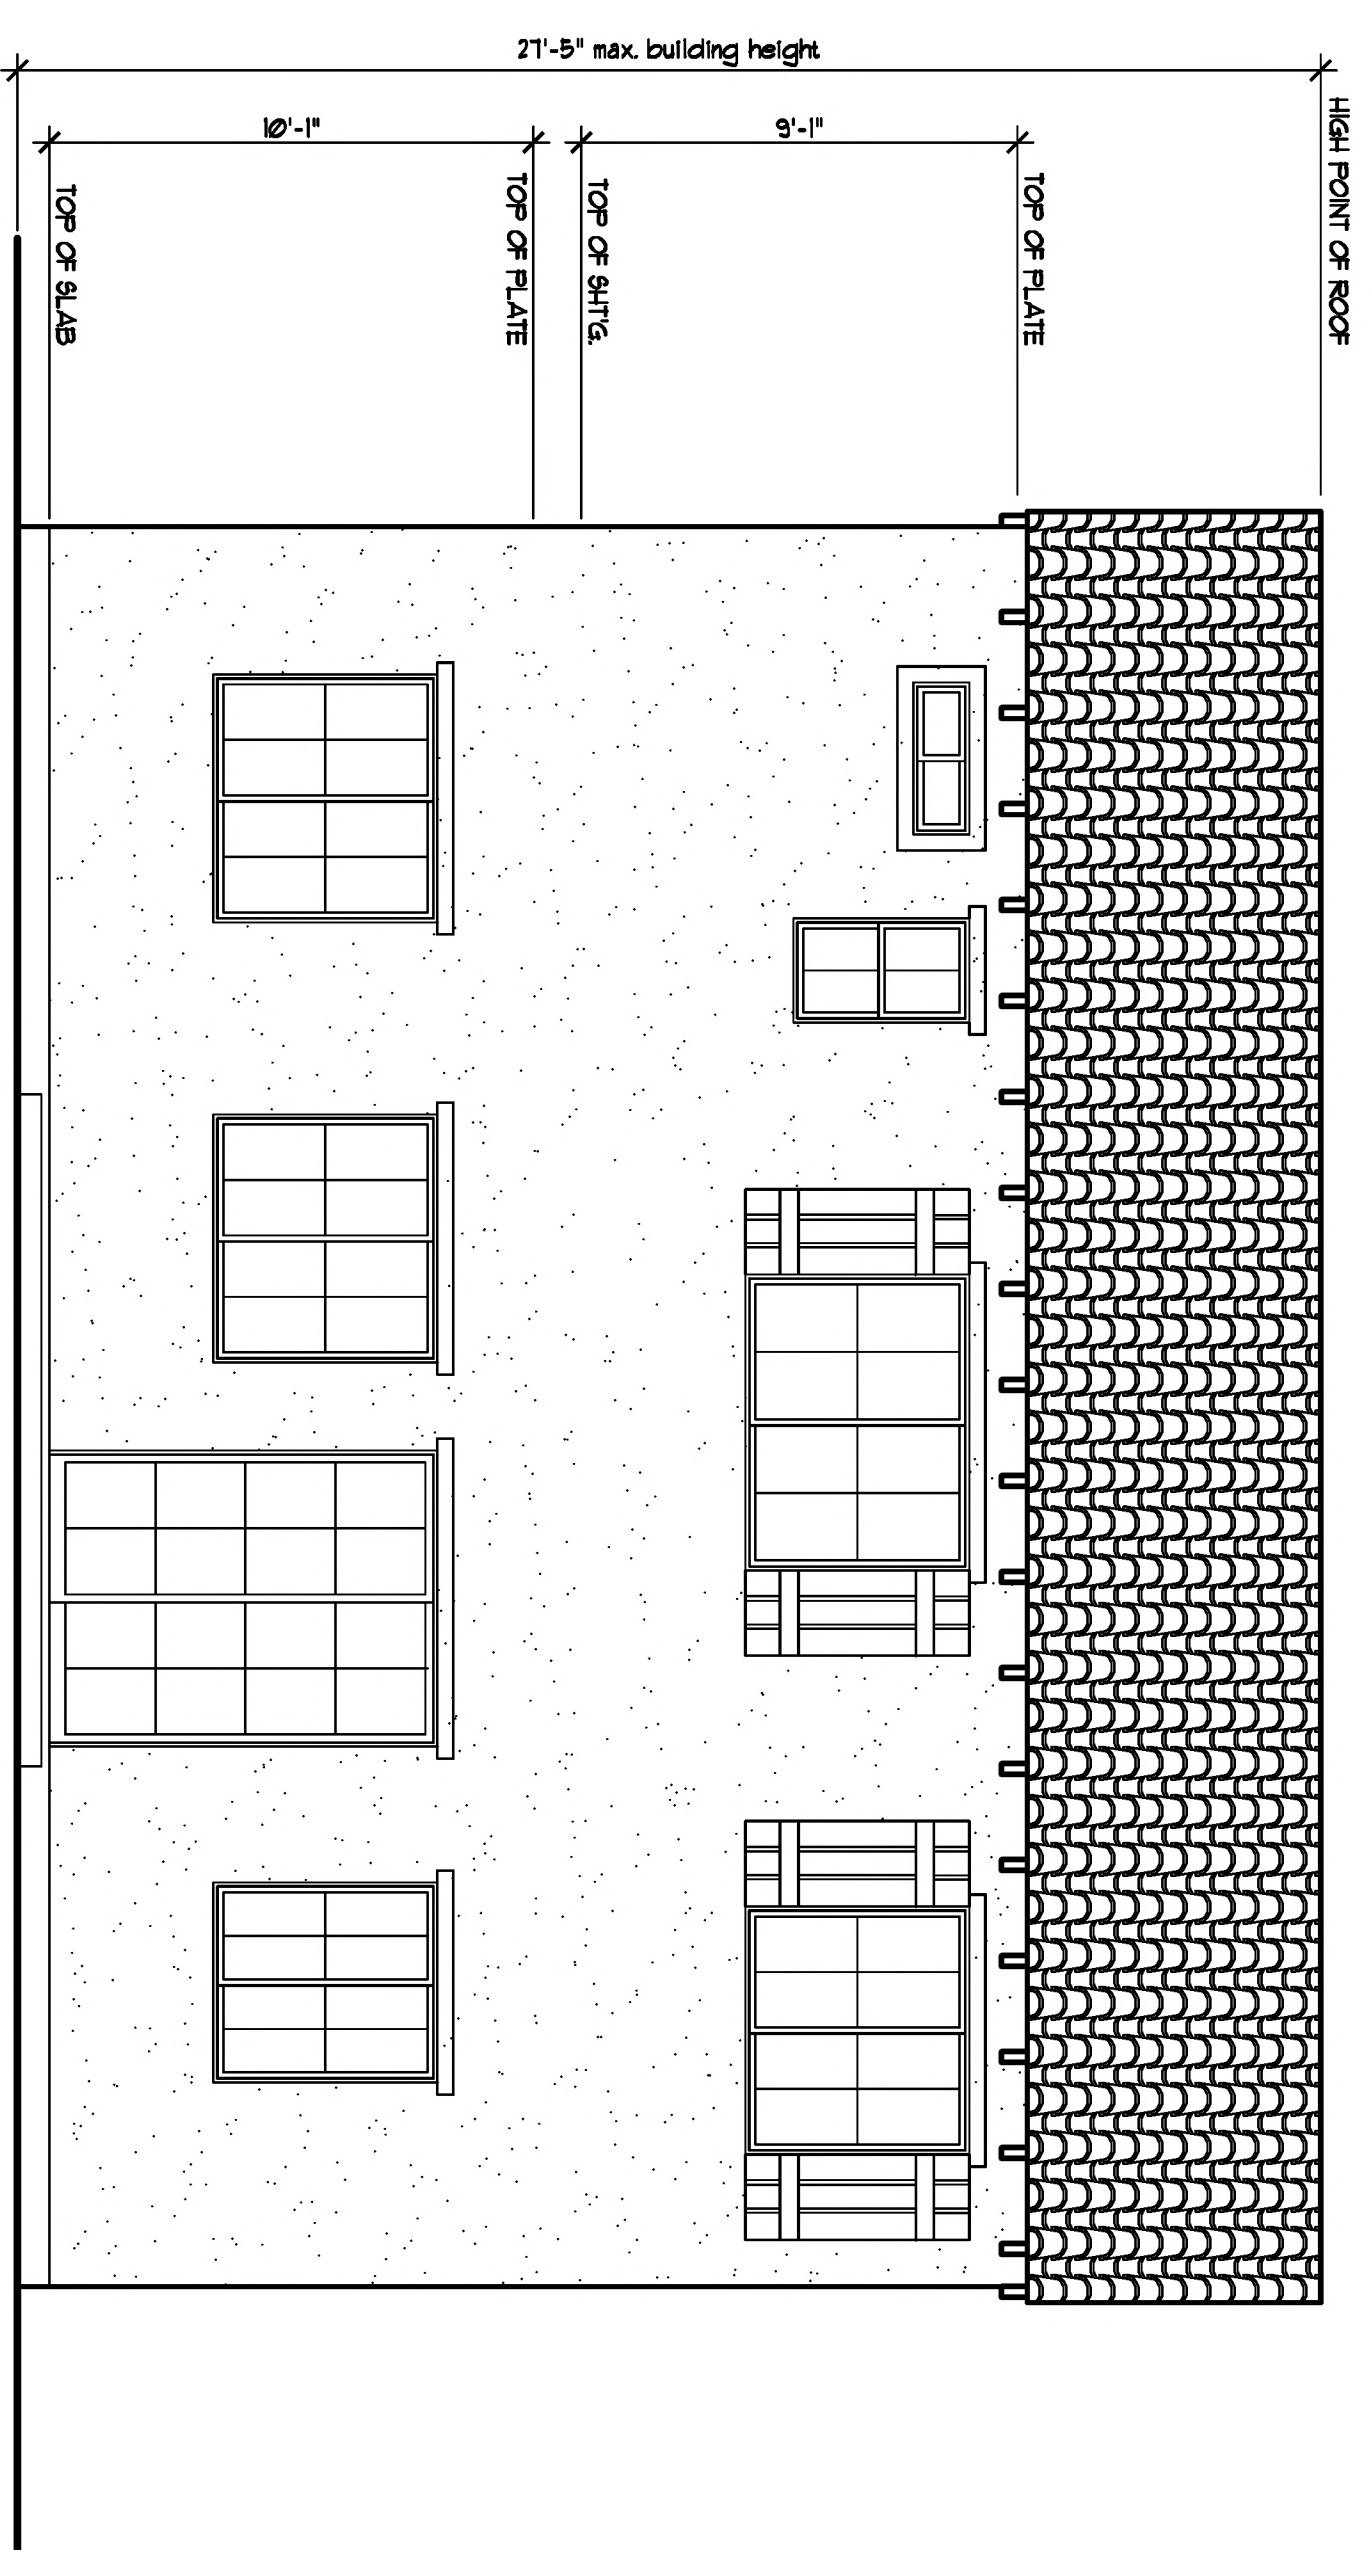 27'-5" max. building height
10'-1"
9'-1"
HIGH POINT OF ROOF
TOP OF PLATE
TOP OF SHT'G.
TOP OF PLATE
TOP OF SLAB